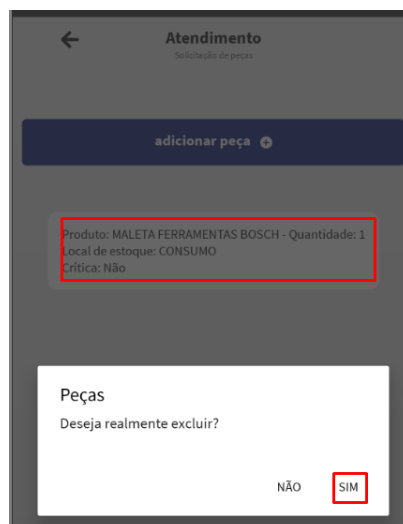 Atendimento
Solicitação de peças
adicionar peça
Produto: MALETA FERRAMENTAS BOSCH - Quantidade: 1
Local de estoque: CONSUMO
Crítica: Não
Peças
Deseja realmente excluir?
NÃO SIM